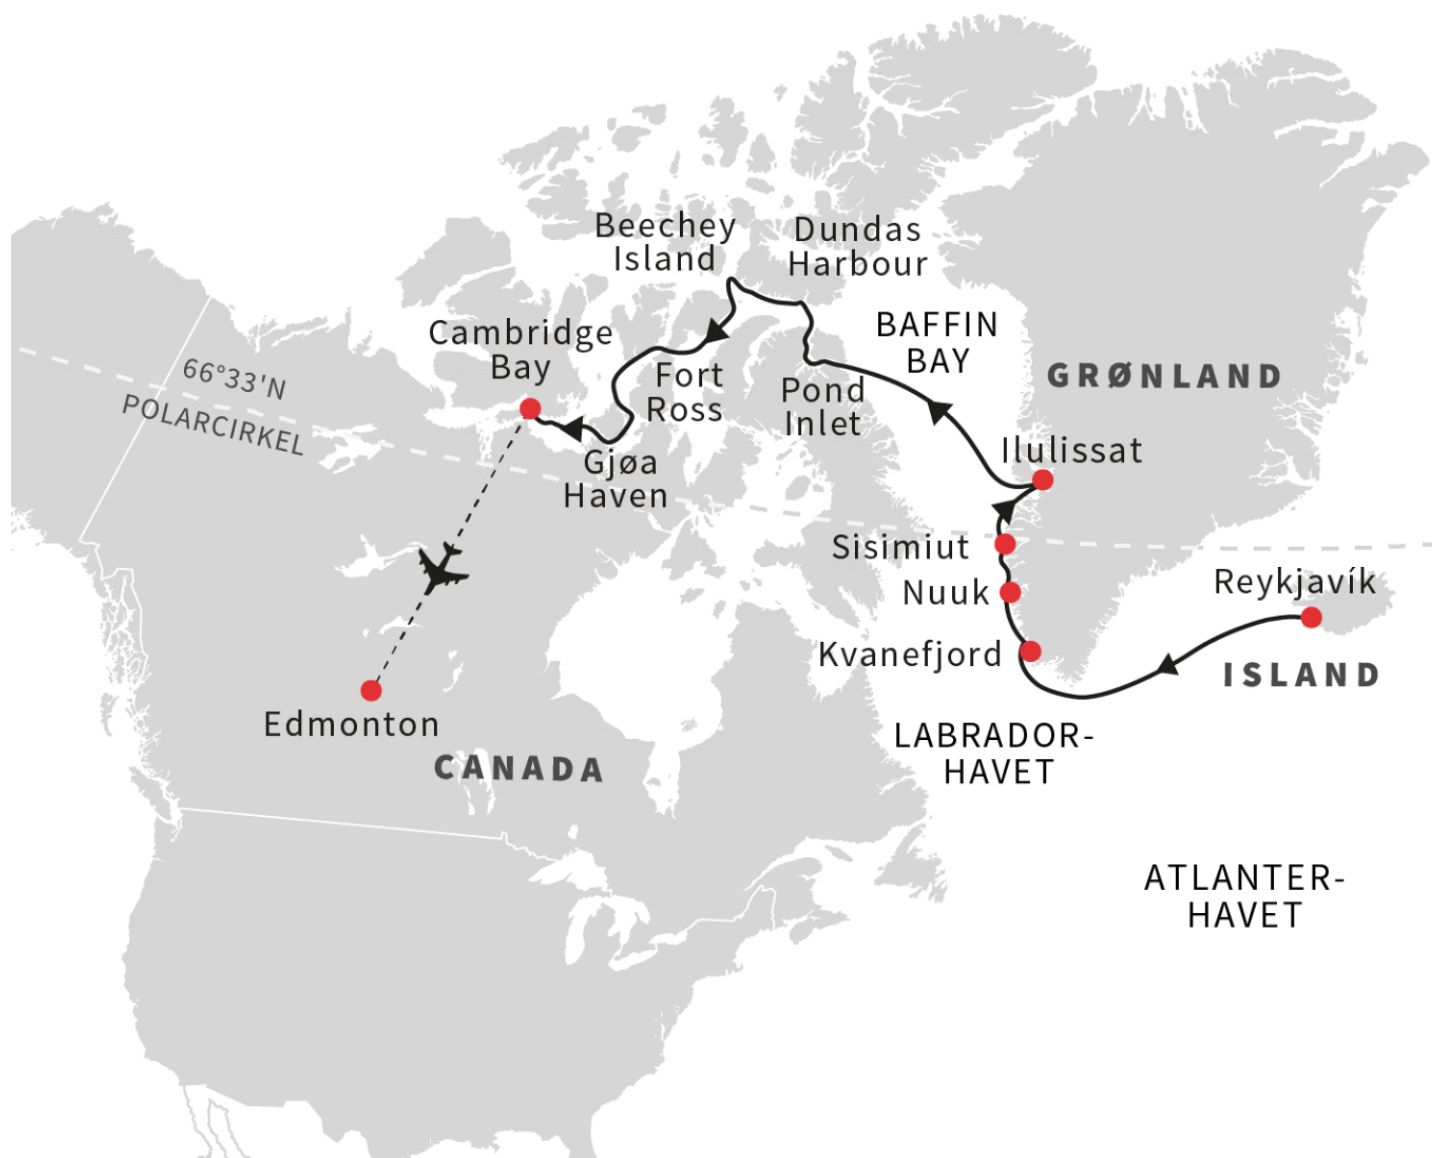 Beechey
Island
Dundas
Harbour
Cambridge
Bay
BAFFIN
BAY
66°33'N
POLARCIRKEL
Fort
Ross
Pond
Inlet
GRØNLAND
Ilulissat
Gjøa
Haven
Sisimiut
Nuuk
Reykjavík
Kvanefjord
ISLAND
Edmonton
CANADA
LABRADOR-
HAVET
ATLANTER-
HAVET